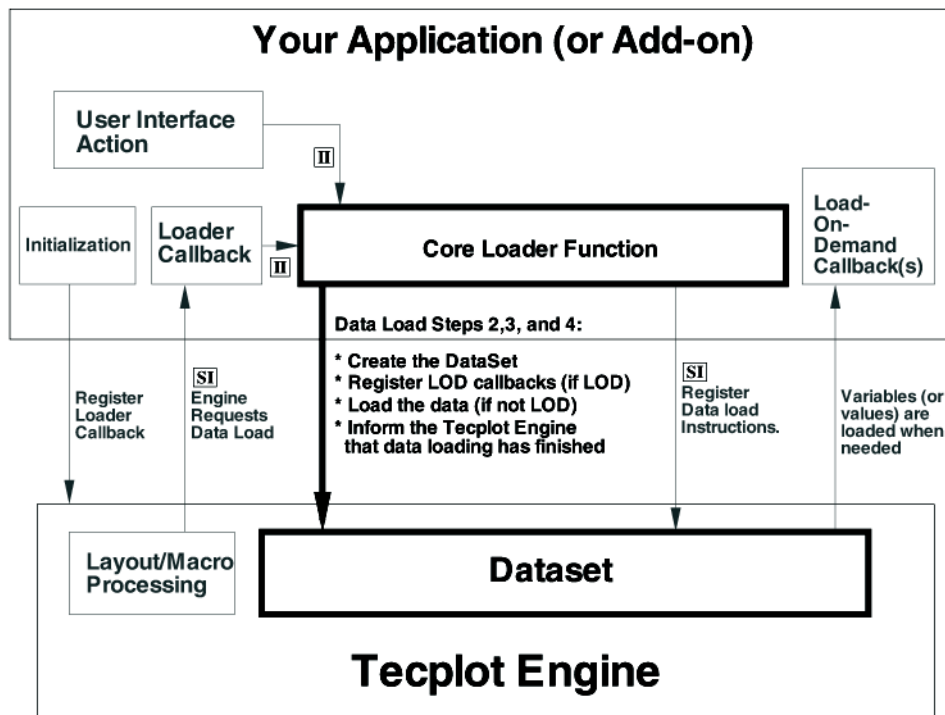 Your Application (or Add-on)
User Interface
Action
II
Initialization
Loader
Callback
II
Core Loader Function
Load-
On-
Demand
Callback(s)
Data Load Steps 2,3, and 4:
* Create the DataSet
* Register LOD callbacks (if LOD)
* Load the data (if not LOD)
* Inform the Tecplot Engine
that data loading has finished
Register
Loader
Callback
SI
Engine
Requests
Data Load
SI
Register
Data load
Instructions.
Variables (or
values) are
loaded when
needed
Layout/Macro
Processing
Dataset
Tecplot Engine